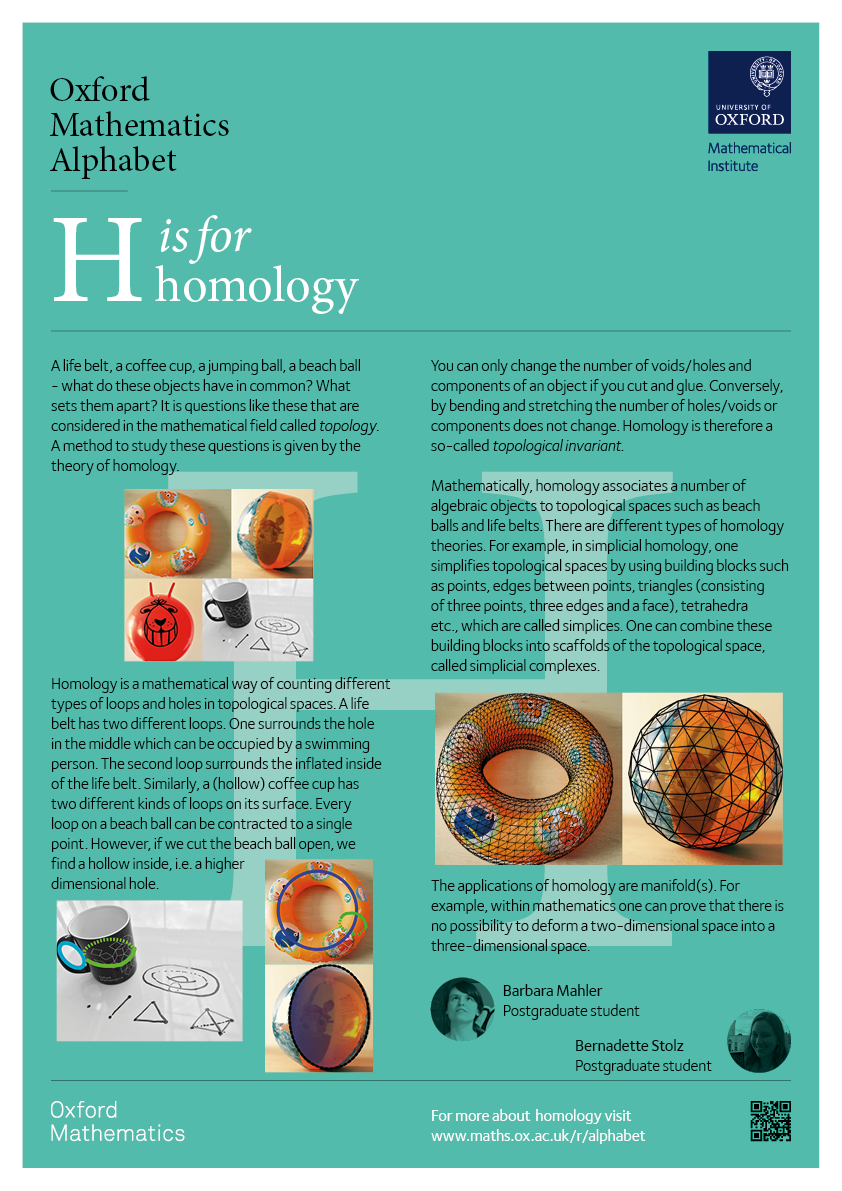 Oxford
Mathematics
Alphabet
UNIVERSITY OF
OXFORD
Mathematical
Institute
H is for
homology
A life belt, a coffee cup, a jumping ball, a beach ball
– what do these objects have in common? What
sets them apart? It is questions like these that are
considered in the mathematical field called topology.
A method to study these questions is given by the
theory of homology.
Homology is a mathematical way of counting different
types of loops and holes in topological spaces. A life
belt has two different loops. One surrounds the hole
in the middle which can be occupied by a swimming
person. The second loop surrounds the inflated inside
of the life belt. Similarly, a (hollow) coffee cup has
two different kinds of loops on its surface. Every
loop on a beach ball can be contracted to a single
point. However, if we cut the beach ball open, we
find a hollow inside, i.e. a higher
dimensional hole.
You can only change the number of voids/holes and
components of an object if you cut and glue. Conversely,
by bending and stretching the number of holes/voids or
components does not change. Homology is therefore a
so-called topological invariant.
Mathematically, homology associates a number of
algebraic objects to topological spaces such as beach
balls and life belts. There are different types of homology
theories. For example, in simplicial homology, one
simplifies topological spaces by using building blocks such
as points, edges between points, triangles (consisting
of three points, three edges and a face), tetrahedra
etc., which are called simplices. One can combine these
building blocks into scaffolds of the topological space,
called simplicial complexes.
The applications of homology are manifold(s). For
example, within mathematics one can prove that there is
no possibility to deform a two-dimensional space into a
three-dimensional space.
Barbara Mahler
Postgraduate student
Bernadette Stolz
Postgraduate student
Oxford
Mathematics
For more about homology visit
www.maths.ox.ac.uk/r/alphabet